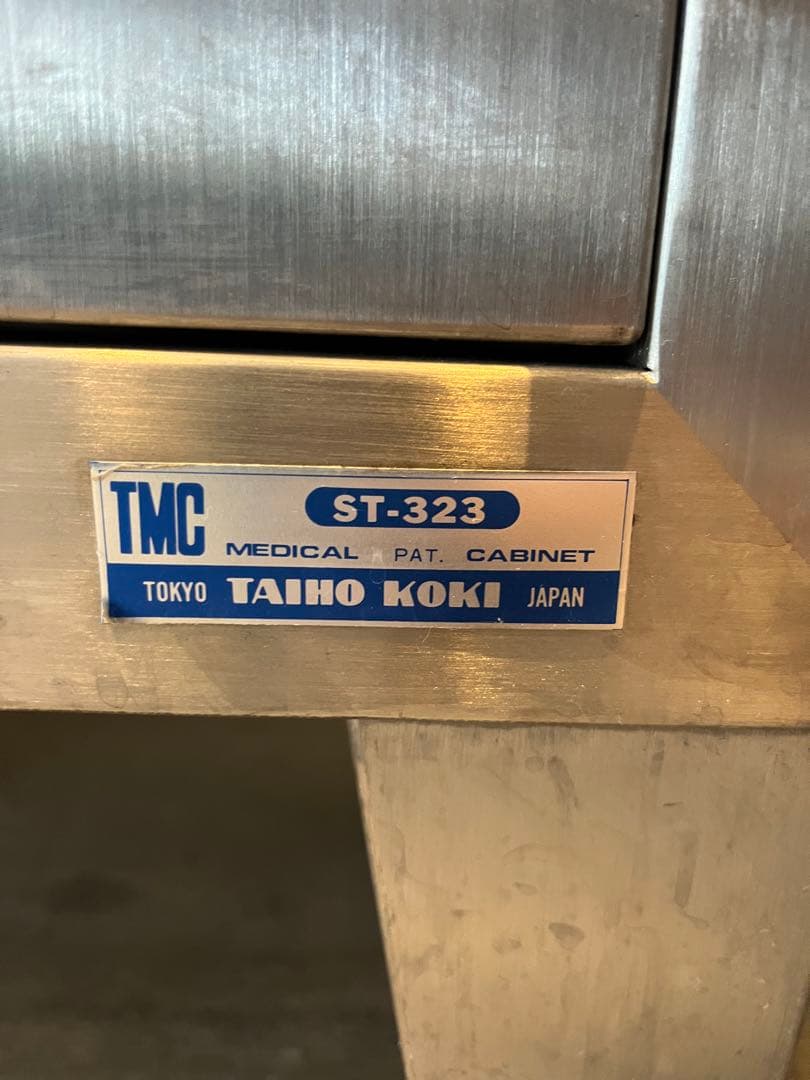 TMC ST-323
MEDICAL PAT. CABINET
TOKYO TAIHO KOKI JAPAN